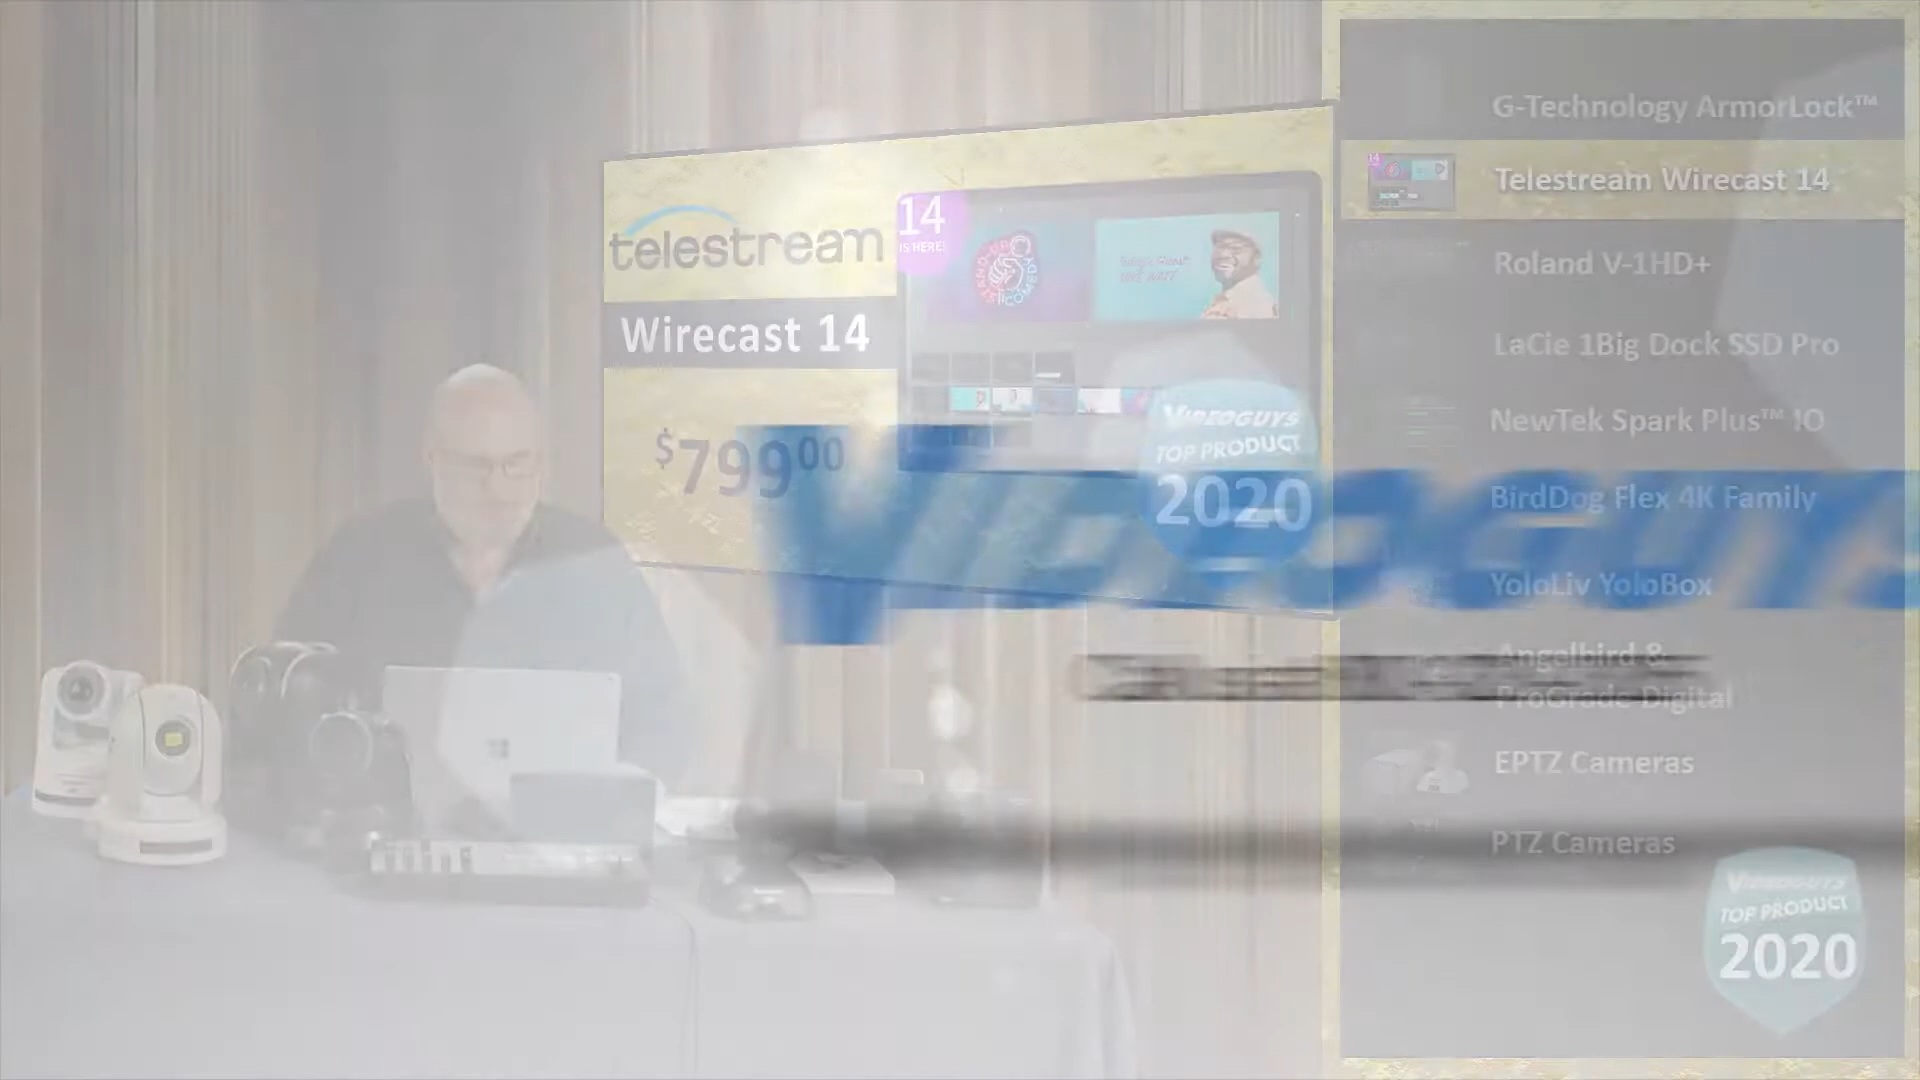 telestream
Wirecast 14
$799⁰⁰
14
IS HERE!
VIDEOGUYS
TOP PRODUCT
2020
G-Technology ArmorLock™
Telestream Wirecast 14
Roland V-1HD+
LaCie 1Big Dock SSD Pro
NewTek Spark Plus™ IO
BirdDog Flex 4K Family
YoloLiv YoloBox
Angelbird &
ProGrade Digital
EPTZ Cameras
PTZ Cameras
VIDEOGUYS
TOP PRODUCT
2020
VIDEOGUYS